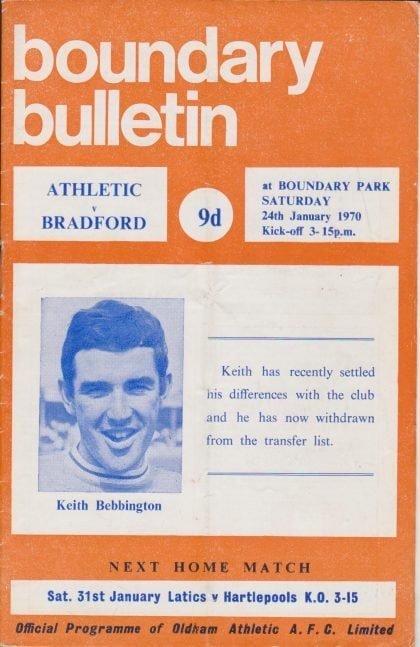 boundary
bulletin
ATHLETIC
v
BRADFORD
9d
at BOUNDARY PARK
SATURDAY
24th January 1970
Kick-off 3-15p.m.
Keith has recently settled
his differences with the club
and he has now withdrawn
from the transfer list.
Keith Bebbington
NEXT HOME MATCH
Sat. 31st January Latics v Hartlepools K.O. 3-15
Official Programme of Oldham Athletic A.F.C. Limited